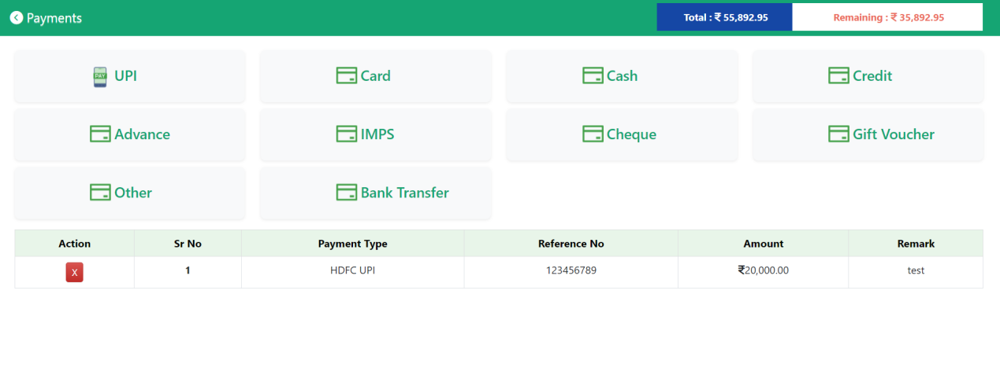 Payments Total : ₹ 55,892.95 Remaining : ₹ 35,892.95
PAY UPI Card Cash Credit
Advance IMPS Cheque Gift Voucher
Other Bank Transfer
Action Sr No Payment Type Reference No Amount Remark
X 1 HDFC UPI 123456789 ₹20,000.00 test